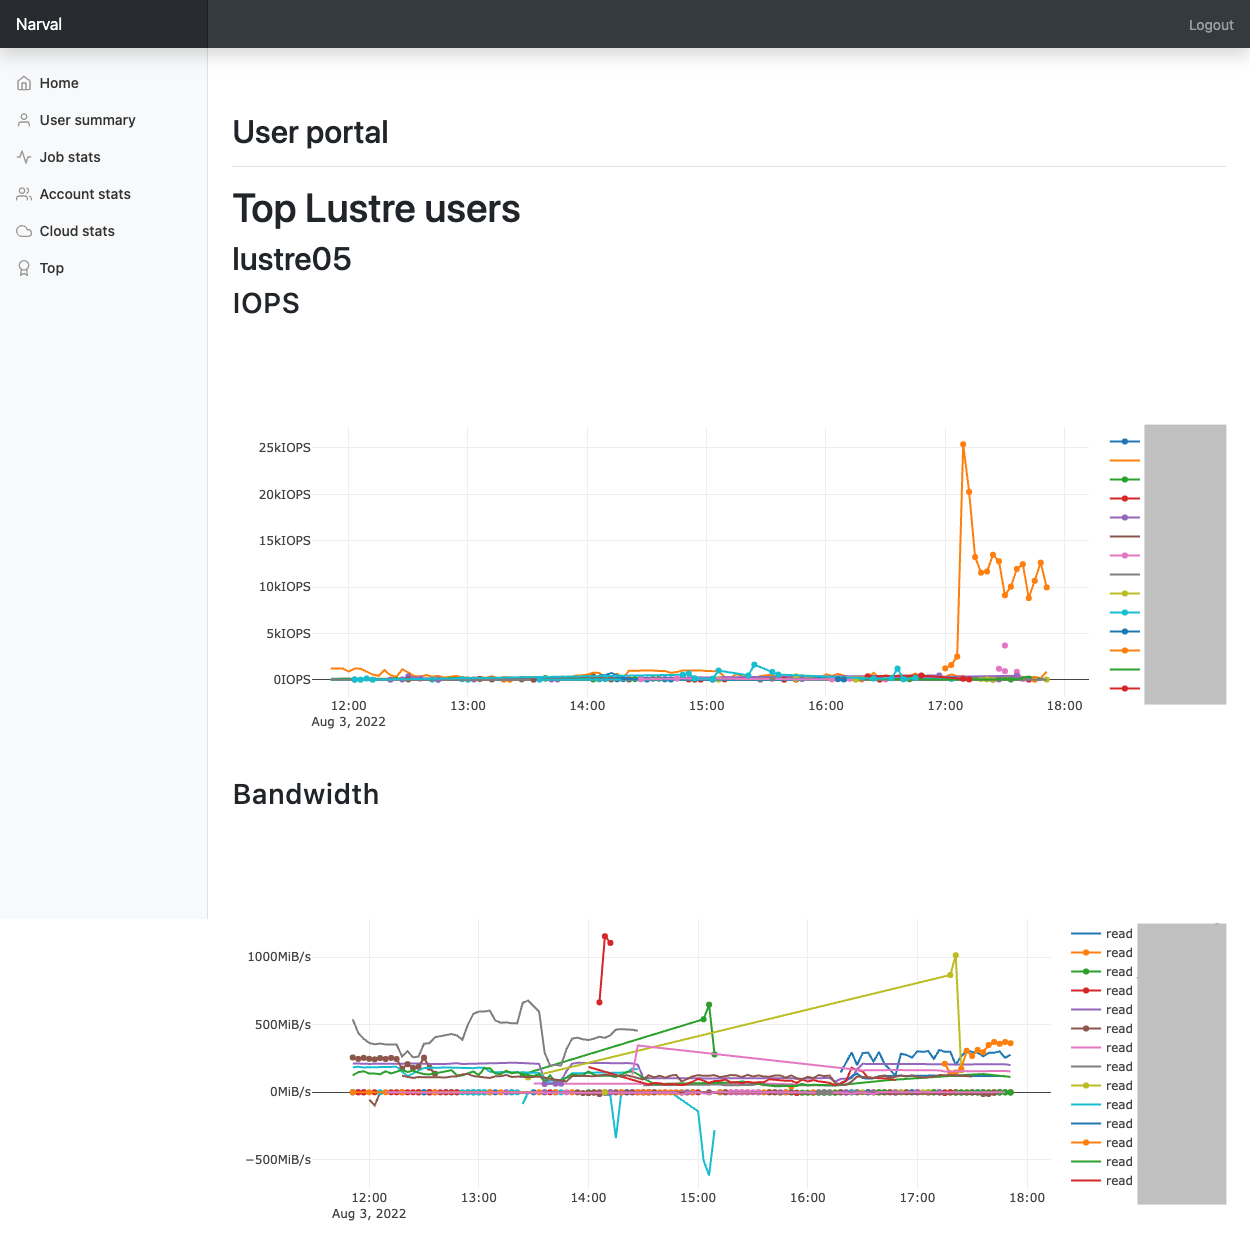 Narval
Logout
Home
User summary
Job stats
Account stats
Cloud stats
Top
User portal
Top Lustre users
lustre05
IOPS
25kIOPS
20kIOPS
15kIOPS
10kIOPS
5kIOPS
0IOPS
12:00 13:00 14:00 15:00 16:00 17:00 18:00
Aug 3, 2022
Bandwidth
1000MiB/s
500MiB/s
0MiB/s
−500MiB/s
12:00 13:00 14:00 15:00 16:00 17:00 18:00
Aug 3, 2022
read
read
read
read
read
read
read
read
read
read
read
read
read
read